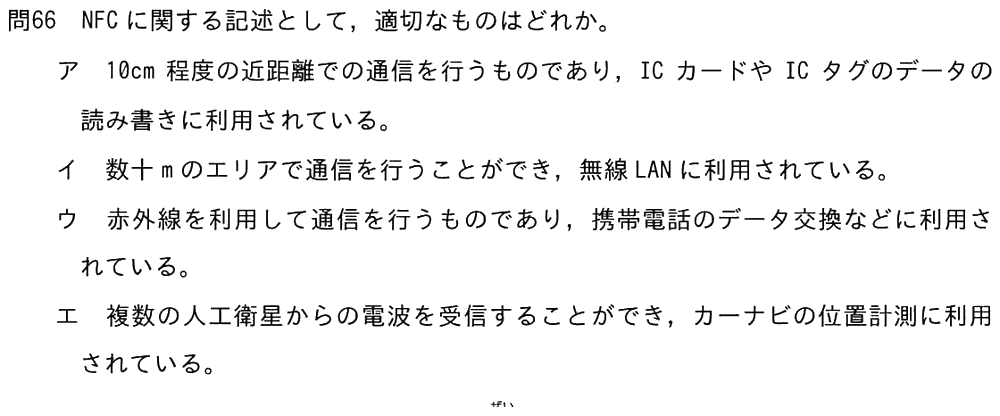 問66 NFCに関する記述として，適切なものはどれか。
ア 10cm 程度の近距離での通信を行うものであり，IC カードや IC タグのデータの
読み書きに利用されている。
イ 数十mのエリアで通信を行うことができ，無線LANに利用されている。
ウ 赤外線を利用して通信を行うものであり，携帯電話のデータ交換などに利用さ
れている。
エ 複数の人工衛星からの電波を受信することができ，カーナビの位置計測に利用
されている。